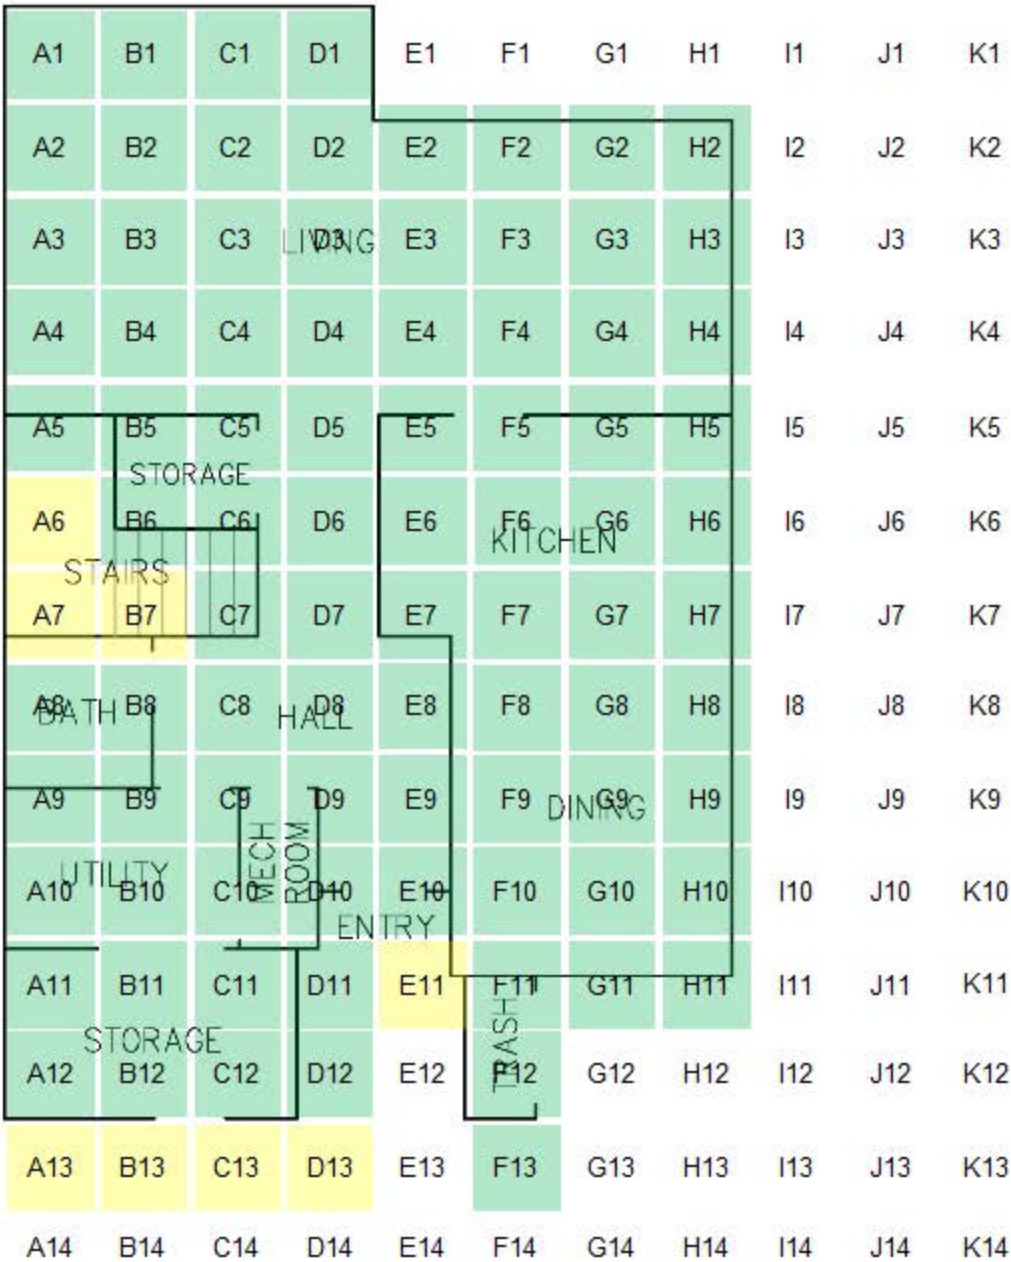 A1 B1 C1 D1 E1 F1 G1 H1 I1 J1 K1
A2 B2 C2 D2 E2 F2 G2 H2 I2 J2 K2
A3 B3 C3 D3 E3 F3 G3 H3 I3 J3 K3
LIVING
A4 B4 C4 D4 E4 F4 G4 H4 I4 J4 K4
A5 B5 C5 D5 E5 F5 G5 H5 I5 J5 K5
STORAGE
A6 B6 C6 D6 E6 F6 G6 H6 I6 J6 K6
KITCHEN
STAIRS
A7 B7 C7 D7 E7 F7 G7 H7 I7 J7 K7
A8 B8 C8 D8 E8 F8 G8 H8 I8 J8 K8
BATH HALL
A9 B9 C9 D9 E9 F9 G9 H9 I9 J9 K9
DINING
MECH
ROOM
UTILITY
A10 B10 C10 D10 E10 F10 G10 H10 I10 J10 K10
ENTRY
A11 B11 C11 D11 E11 F11 G11 H11 I11 J11 K11
TRASH
STORAGE
A12 B12 C12 D12 E12 F12 G12 H12 I12 J12 K12
A13 B13 C13 D13 E13 F13 G13 H13 I13 J13 K13
A14 B14 C14 D14 E14 F14 G14 H14 I14 J14 K14